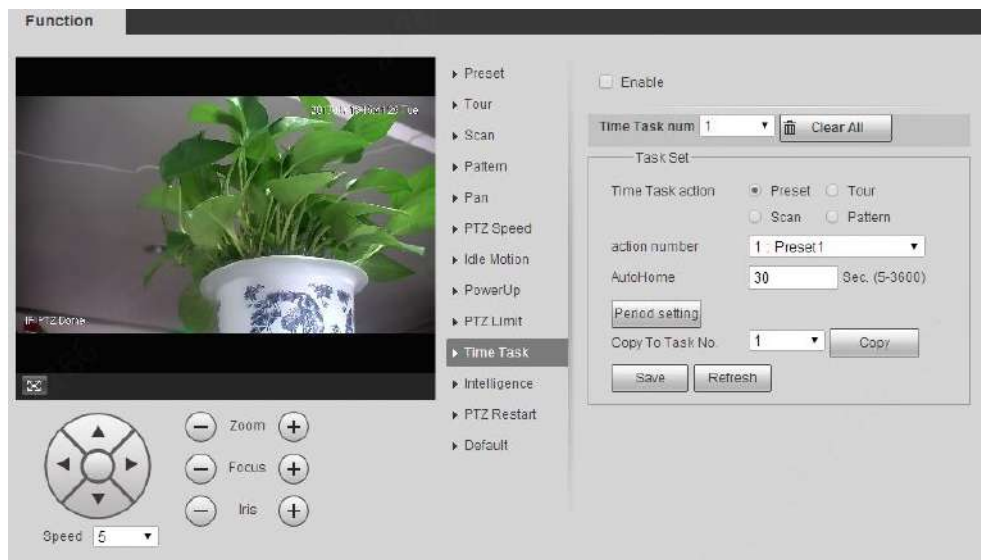 Function
Preset
Tour
Scan
Pattern
Pan
PTZ Speed
Idle Motion
PowerUp
PTZ Limit
Time Task
Intelligence
PTZ Restart
Default
Enable
Time Task num 1 Clear All
Task Set
Time Task action Preset Tour
Scan Pattern
action number 1 : Preset1
AutoHome 30 Sec. (5-3600)
Period setting
Copy To Task No. 1 Copy
Save Refresh
Tue
IP PTZ Dome
Zoom
Focus
Iris
Speed 5